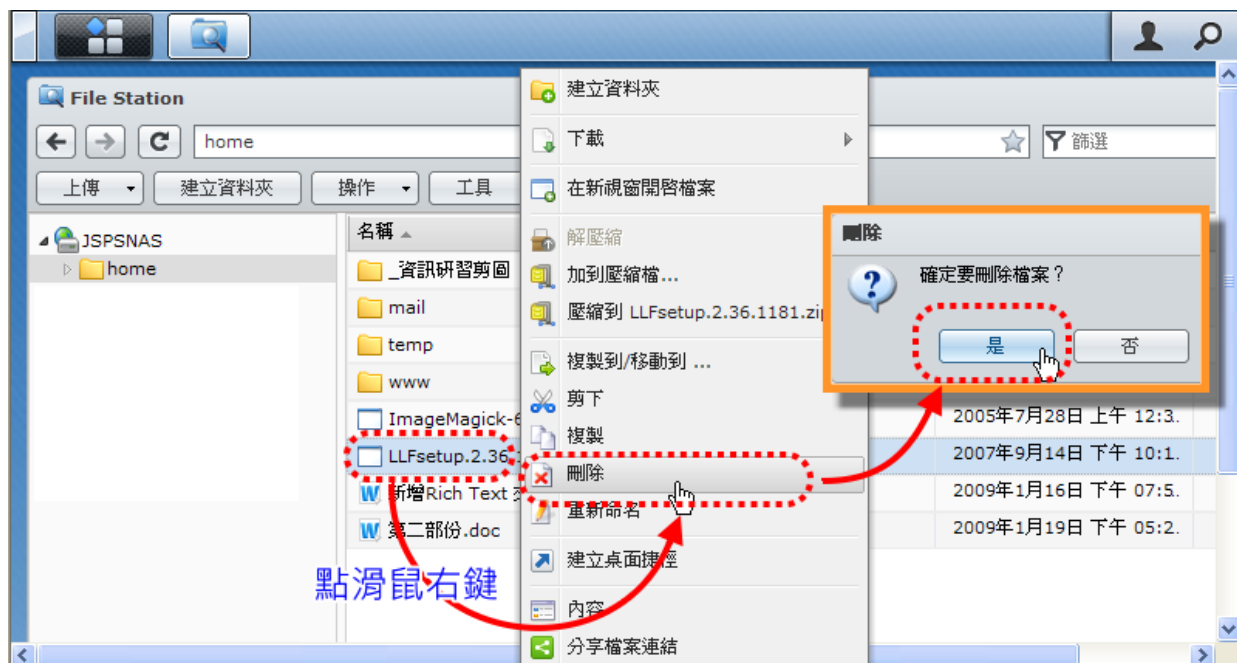 File Station
home
篩選
上傳
建立資料夾
操作
工具
JSPSNAS
home
名稱
_資訊研習剪圖
mail
temp
www
ImageMagick-6
LLFsetup.2.36.
新增Rich Text
第二部份.doc
2005年7月28日 上午 12:3..
2007年9月14日 下午 10:1..
2009年1月16日 下午 07:5..
2009年1月19日 下午 05:2..
建立資料夾
下載
在新視窗開啓檔案
解壓縮
加到壓縮檔...
壓縮到 LLFsetup.2.36.1181.zip
複製到/移動到 ...
剪下
複製
刪除
重新命名
建立桌面捷徑
內容
分享檔案連結
刪除
確定要刪除檔案？
是
否
點滑鼠右鍵